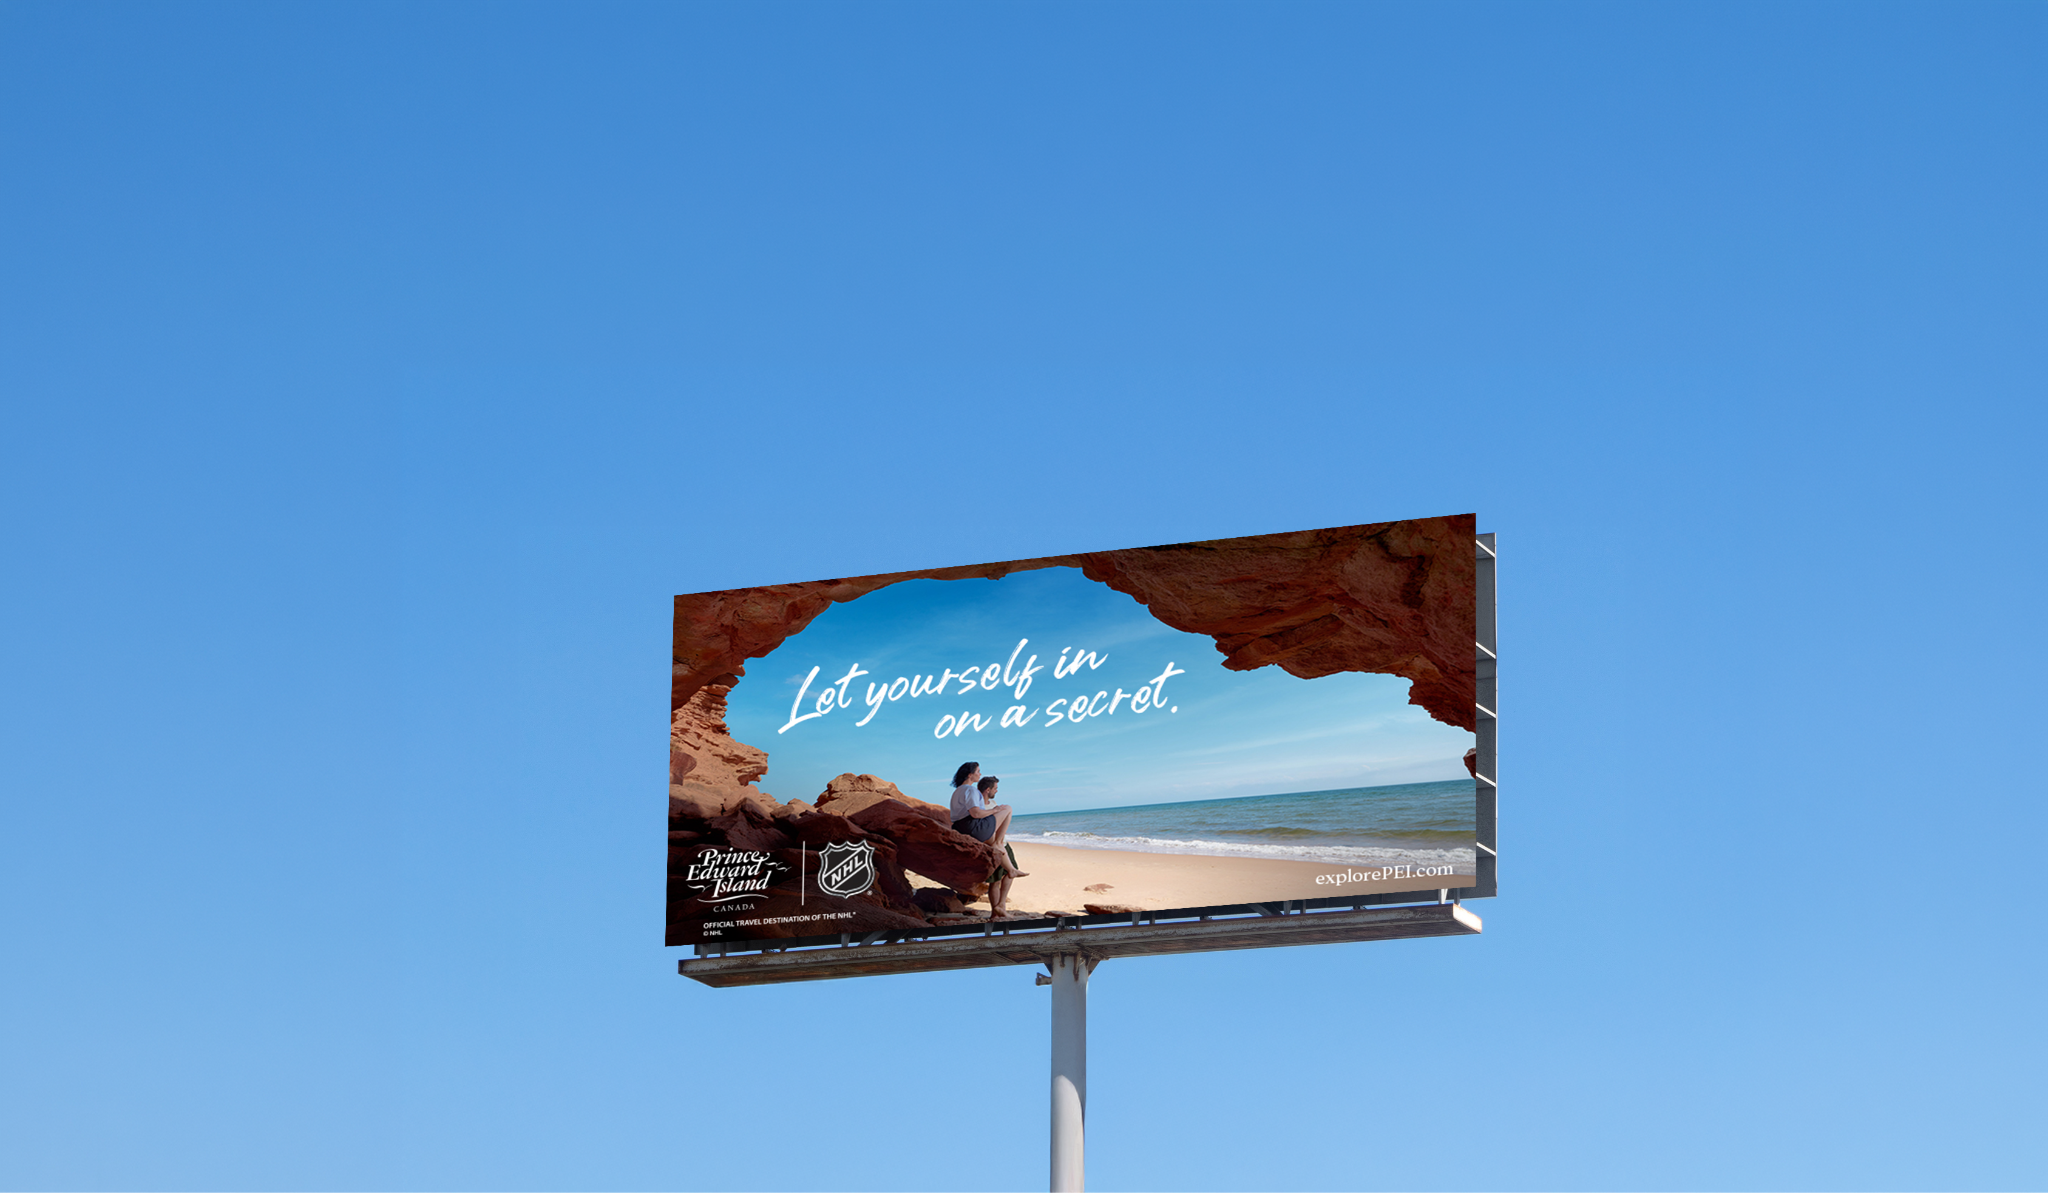 Let yourself in
on a secret.
Prince
Edward
Island
CANADA
NHL
OFFICIAL TRAVEL DESTINATION OF THE NHL®
© NHL
explorePEI.com